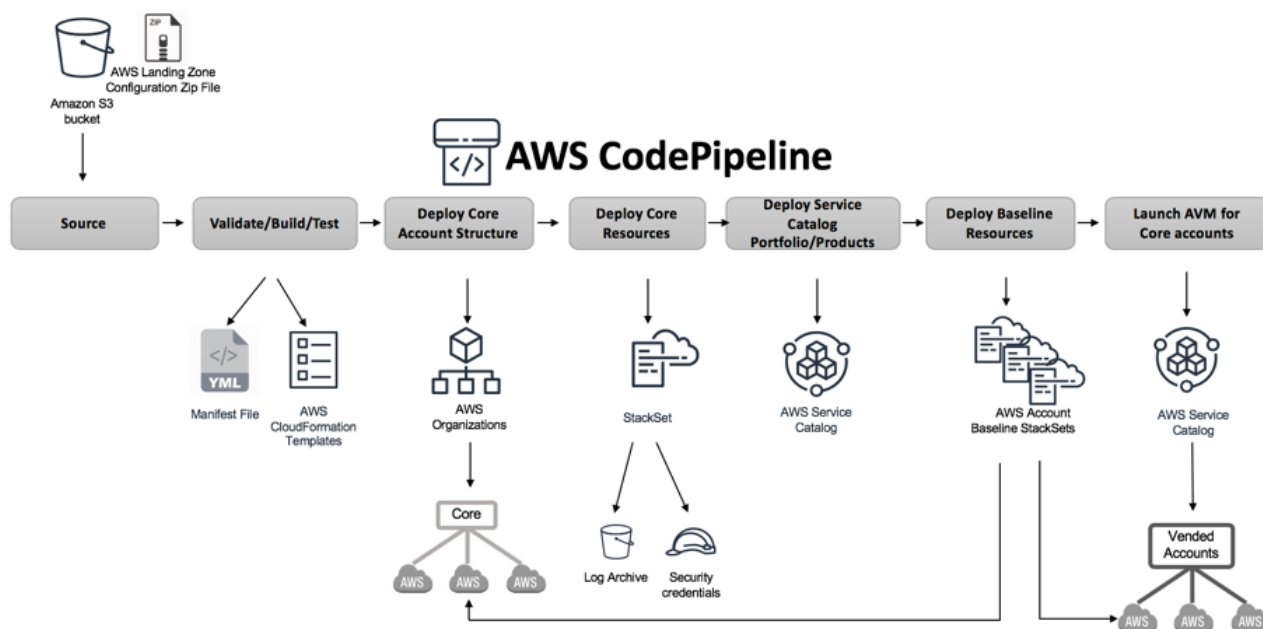 ZIP
AWS Landing Zone
Configuration Zip File
Amazon S3
bucket
</>
AWS CodePipeline
Source
Validate/Build/Test
Deploy Core
Account Structure
Deploy Core
Resources
Deploy Service
Catalog
Portfolio/Products
Deploy Baseline
Resources
Launch AVM for
Core accounts
</>
YML
Manifest File
AWS
CloudFormation
Templates
AWS
Organizations
StackSet
AWS Service
Catalog
AWS Account
Baseline StackSets
AWS Service
Catalog
Core
AWS
AWS
AWS
Log Archive
Security
credentials
Vended
Accounts
AWS
AWS
AWS